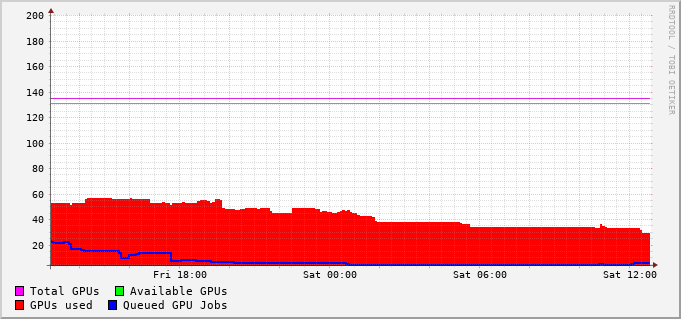 200
180
160
140
120
100
80
60
40
20
Fri 18:00 Sat 00:00 Sat 06:00 Sat 12:00
Total GPUs Available GPUs
GPUs used Queued GPU Jobs
RRDTOOL / TOBI OETIKER